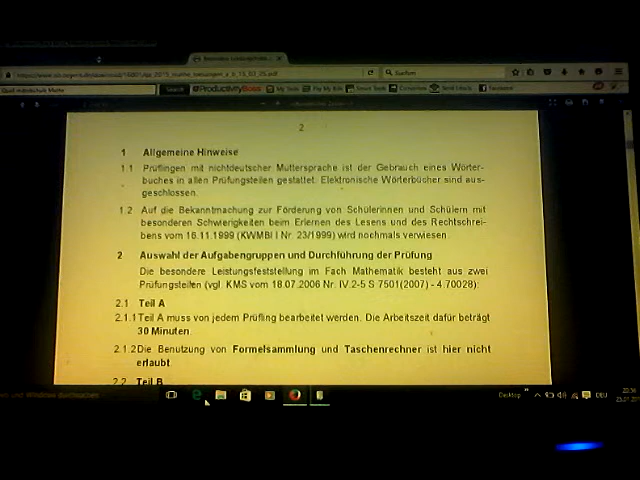 Suchen
Search
ProductivityBoss
2
1 Allgemeine Hinweise
1.1 Prüflingen mit nichtdeutscher Muttersprache ist der Gebrauch eines Wörter-
buches in allen Prüfungsteilen gestattet. Elektronische Wörterbücher sind aus-
geschlossen.
1.2 Auf die Bekanntmachung zur Förderung von Schülerinnen und Schülern mit
besonderen Schwierigkeiten beim Erlernen des Lesens und des Rechtschrei-
bens vom 16.11.1999 (KWMBl I Nr. 23/1999) wird nochmals verwiesen.
2 Auswahl der Aufgabengruppen und Durchführung der Prüfung
Die besondere Leistungsfeststellung im Fach Mathematik besteht aus zwei
Prüfungsteilen (vgl. KMS vom 18.07.2006 Nr. IV.2-5 S 7501(2007) - 4.70028):
2.1 Teil A
2.1.1 Teil A muss von jedem Prüfling bearbeitet werden. Die Arbeitszeit dafür beträgt
30 Minuten.
2.1.2 Die Benutzung von Formelsammlung und Taschenrechner ist hier nicht
erlaubt.
2.2 Teil B
Desktop
DEU